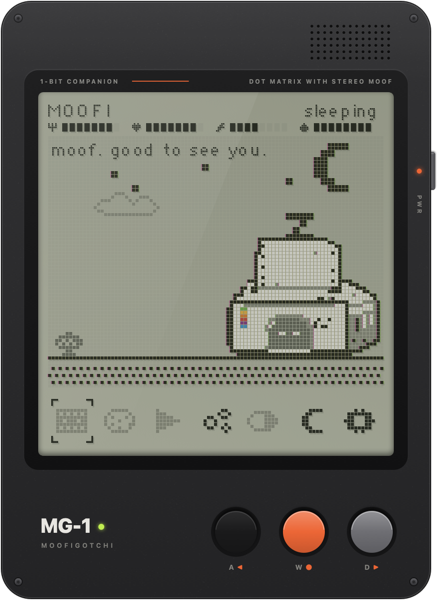 1-BIT COMPANION
DOT MATRIX WITH STEREO MOOF
MOOFI
sleeping
moof. good to see you.
PWR
MG-1
MOOFIGOTCHI
A
W
D